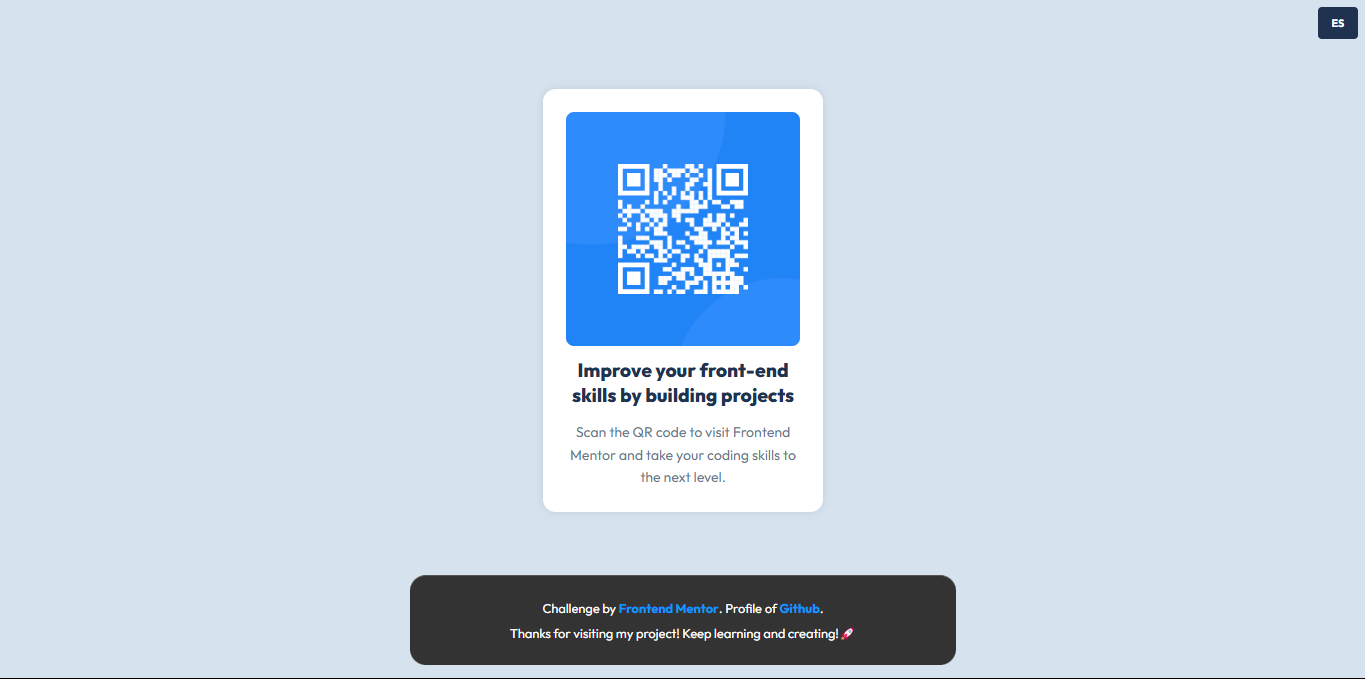 ES
Improve your front-end
skills by building projects
Scan the QR code to visit Frontend
Mentor and take your coding skills to
the next level.
Challenge by Frontend Mentor. Profile of Github.
Thanks for visiting my project! Keep learning and creating! 🚀